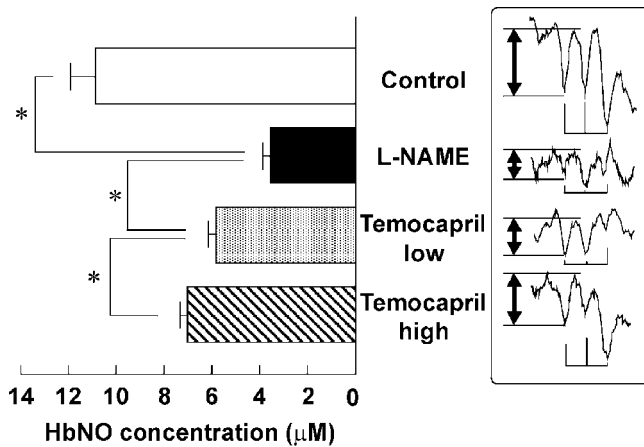 Control
*
L-NAME
*
Temocapril
low
*
Temocapril
high
14 12 10 8 6 4 2 0
HbNO concentration (μM)